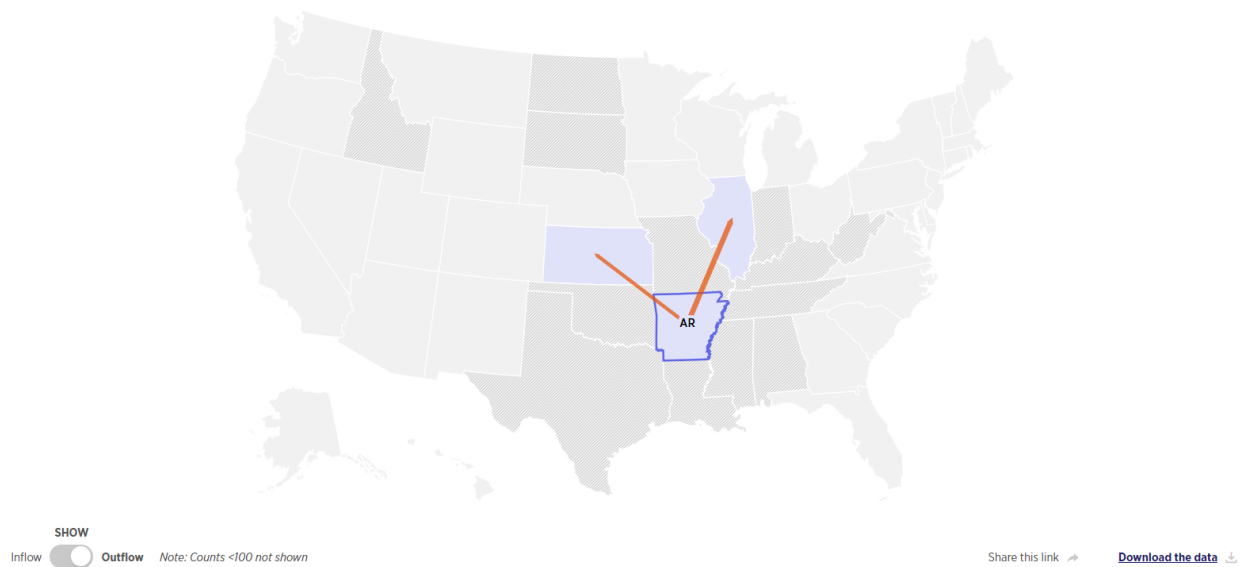 AR
SHOW
Inflow Outflow Note: Counts <100 not shown
Share this link Download the data